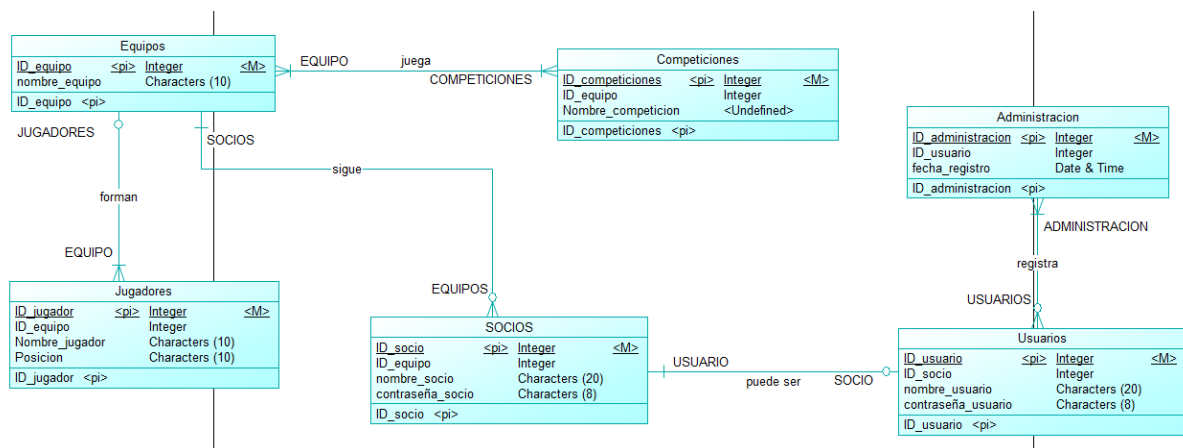 Equipos
ID_equipo <pi> Integer <M>
nombre_equipo Characters (10)
ID_equipo <pi>
EQUIPO
juega
COMPETICIONES
Competiciones
ID_competiciones <pi> Integer <M>
ID_equipo Integer
Nombre_competicion <Undefined>
ID_competiciones <pi>
Administracion
ID_administracion <pi> Integer <M>
ID_usuario Integer
fecha_registro Date & Time
ID_administracion <pi>
JUGADORES
SOCIOS
sigue
forman
EQUIPO
ADMINISTRACION
registra
USUARIOS
EQUIPOS
Jugadores
ID_jugador <pi> Integer <M>
ID_equipo Integer
Nombre_jugador Characters (10)
Posicion Characters (10)
ID_jugador <pi>
SOCIOS
ID_socio <pi> Integer <M>
ID_equipo Integer
nombre_socio Characters (20)
contraseña_socio Characters (8)
ID_socio <pi>
USUARIO
puede ser
SOCIO
Usuarios
ID_usuario <pi> Integer <M>
ID_socio Integer
nombre_usuario Characters (20)
contraseña_usuario Characters (8)
ID_usuario <pi>